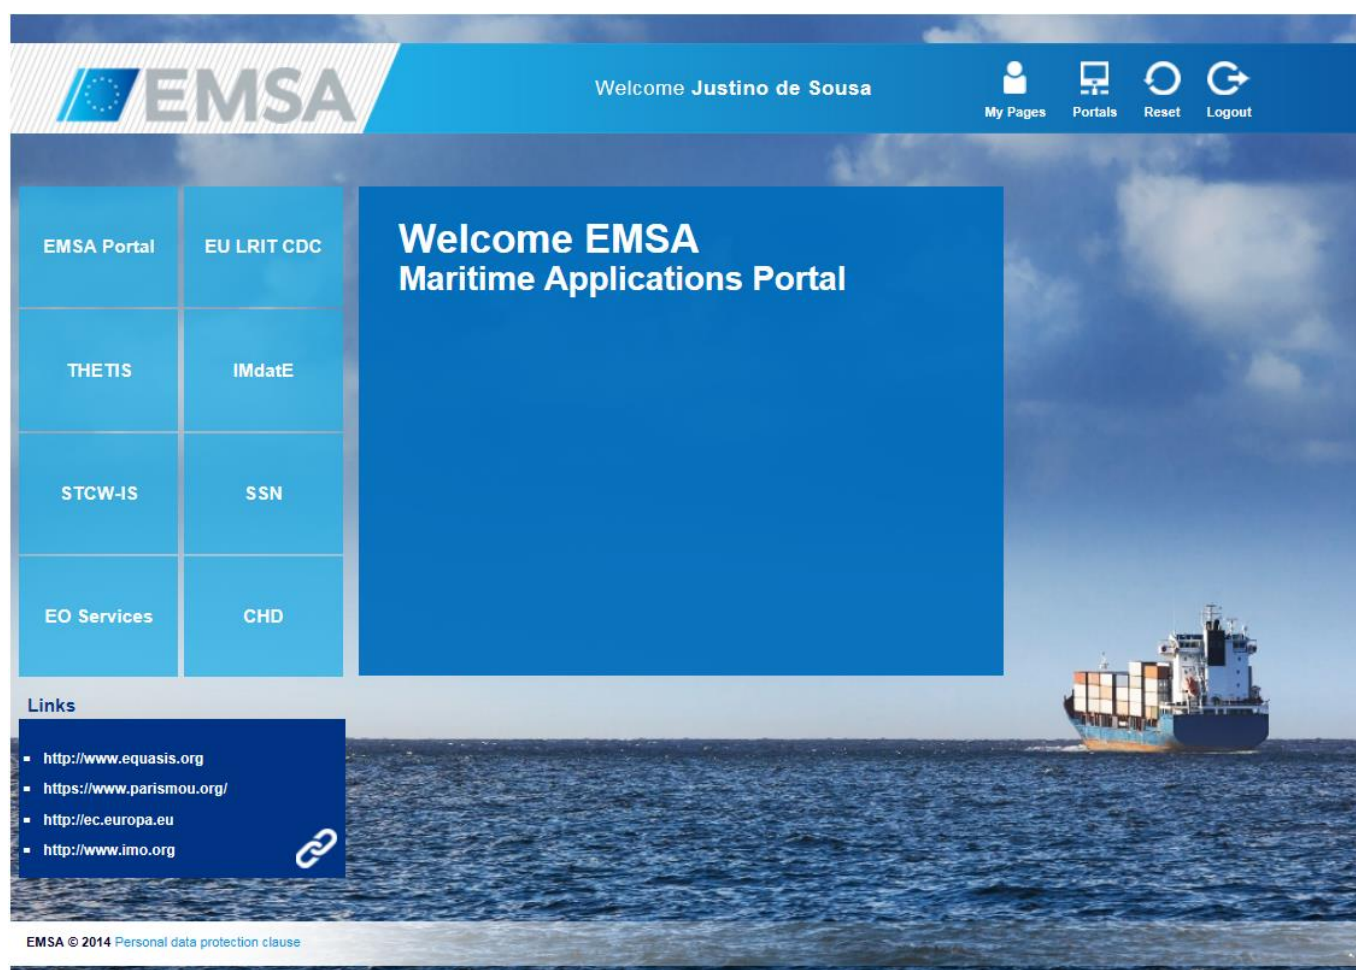 EMSA
Welcome Justino de Sousa
My Pages
Portals
Reset
Logout
EMSA Portal
EU LRIT CDC
THETIS
IMdatE
STCW-IS
SSN
EO Services
CHD
Welcome EMSA
Maritime Applications Portal
Links
http://www.equasis.org
https://www.parismou.org/
http://ec.europa.eu
http://www.imo.org
EMSA © 2014 Personal data protection clause